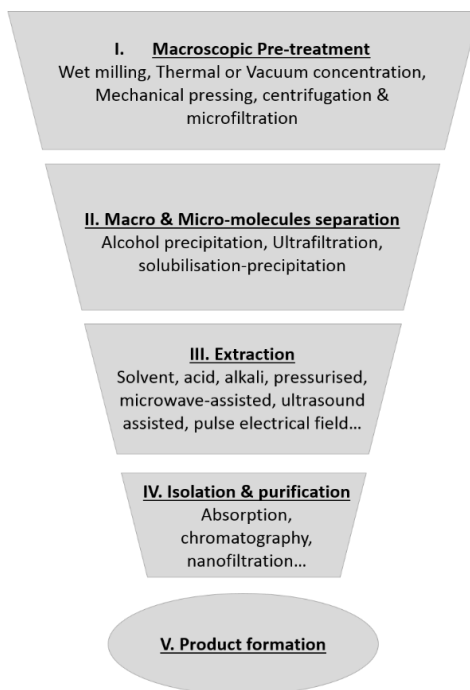 I. Macroscopic Pre-treatment
Wet milling, Thermal or Vacuum concentration,
Mechanical pressing, centrifugation &
microfiltration
II. Macro & Micro-molecules separation
Alcohol precipitation, Ultrafiltration,
solubilisation-precipitation
III. Extraction
Solvent, acid, alkali, pressurised,
microwave-assisted, ultrasound
assisted, pulse electrical field…
IV. Isolation & purification
Absorption,
chromatography,
nanofiltration…
V. Product formation